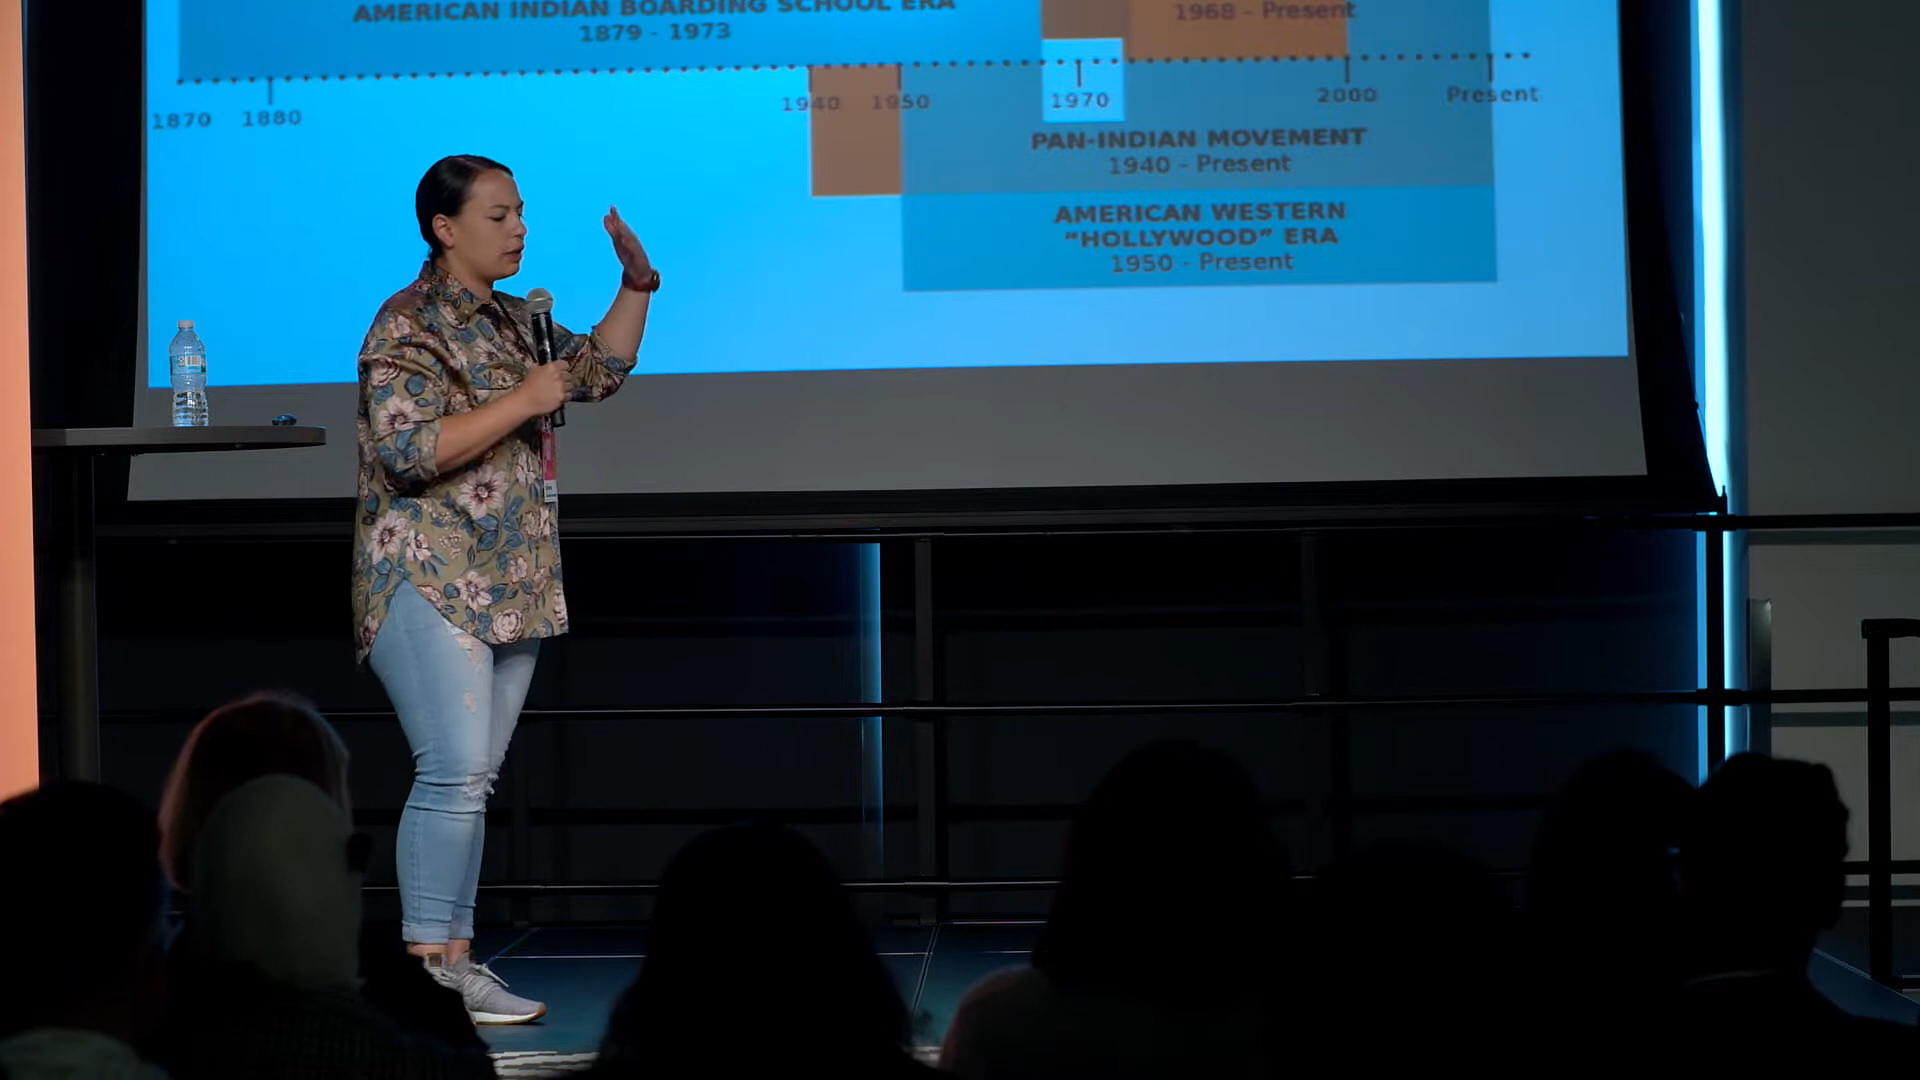 AMERICAN INDIAN BOARDING SCHOOL ERA
1879 - 1973
1968 - Present
1870 1880 1940 1950 1970 2000 Present
PAN-INDIAN MOVEMENT
1940 - Present
AMERICAN WESTERN
“HOLLYWOOD” ERA
1950 - Present